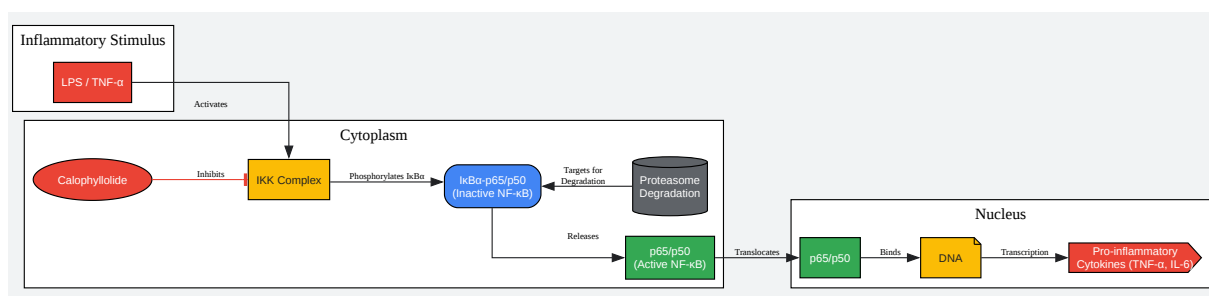 Inflammatory Stimulus
LPS / TNF-α
Activates
Cytoplasm
Calophyllolide
Inhibits
IKK Complex
Phosphorylates IκBα
IκBα-p65/p50
(Inactive NF-κB)
Targets for
Degradation
Proteasome
Degradation
Releases
p65/p50
(Active NF-κB)
Translocates
Nucleus
p65/p50
Binds
DNA
Transcription
Pro-inflammatory
Cytokines (TNF-α, IL-6)